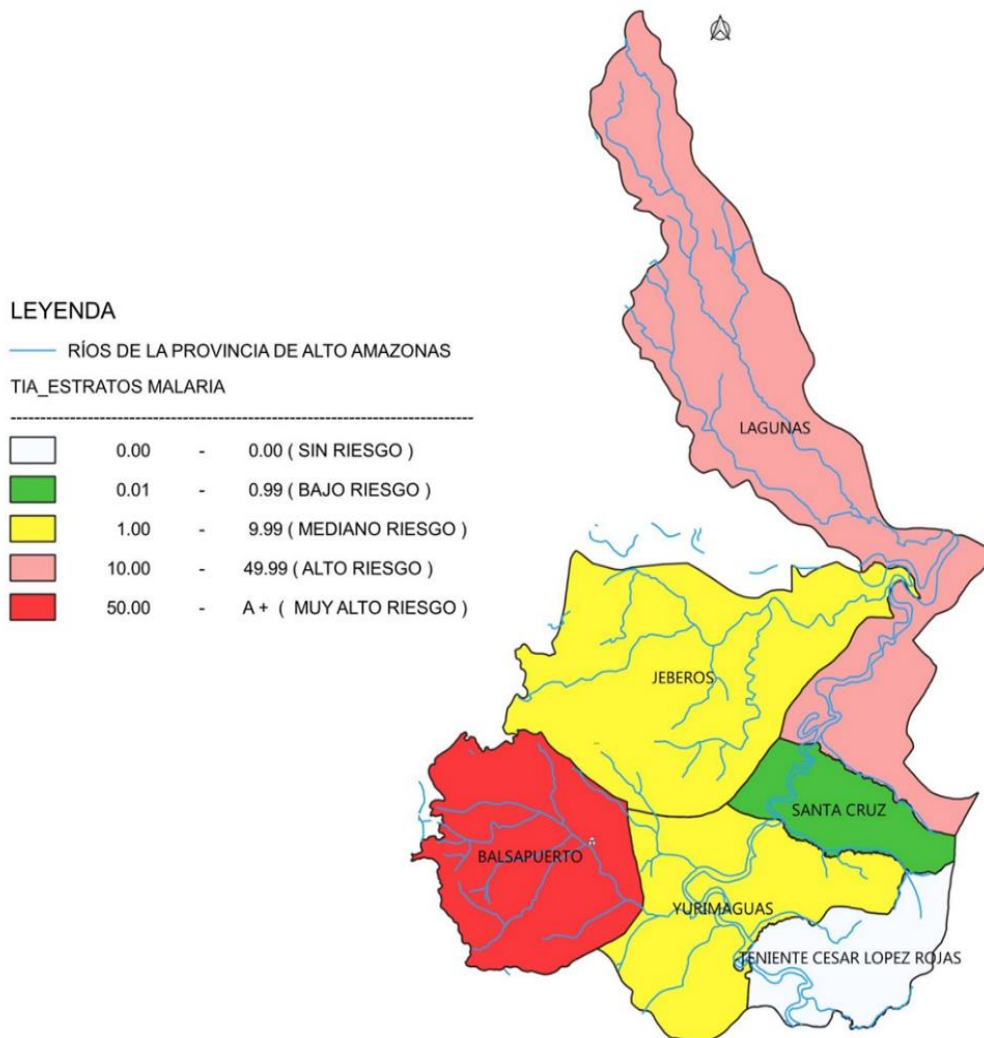 LEYENDA
RÍOS DE LA PROVINCIA DE ALTO AMAZONAS
TIA_ESTRATOS MALARIA
0.00 - 0.00 ( SIN RIESGO )
0.01 - 0.99 ( BAJO RIESGO )
1.00 - 9.99 ( MEDIANO RIESGO )
10.00 - 49.99 ( ALTO RIESGO )
50.00 - A + ( MUY ALTO RIESGO )
LAGUNAS
JEBEROS
SANTA CRUZ
BALSAPUERTO
YURIMAGUAS
TENIENTE CESAR LOPEZ ROJAS